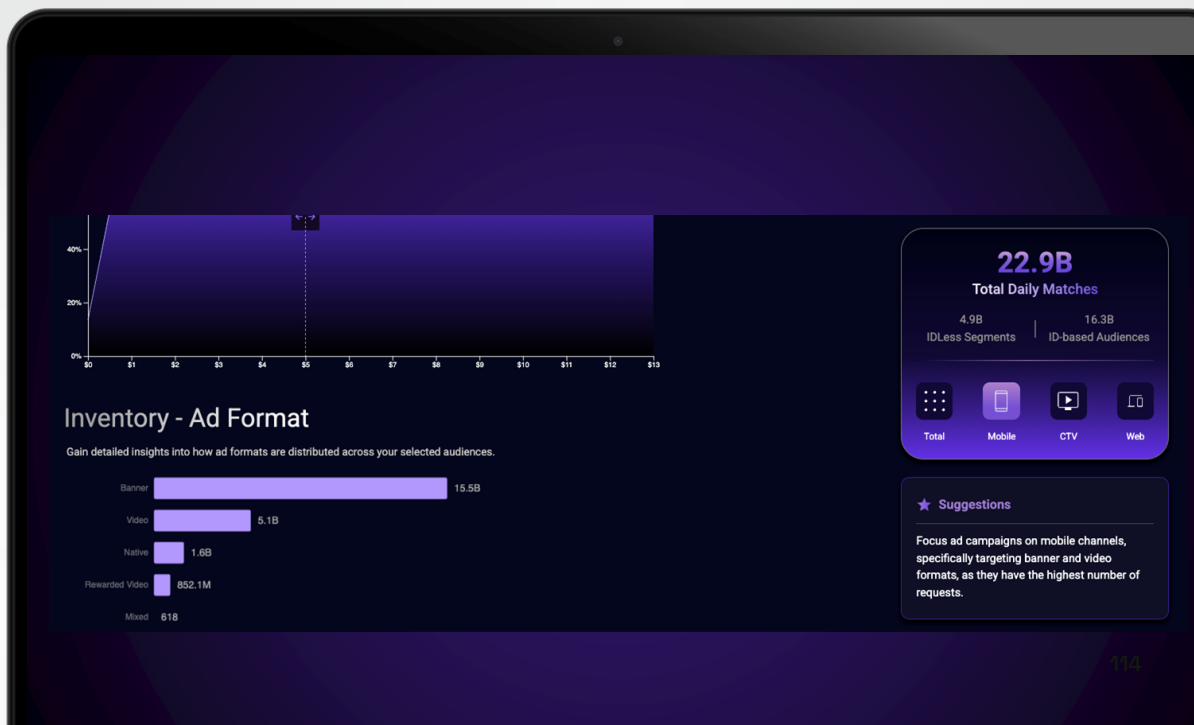 40%
20%
0%
$0 $1 $2 $3 $4 $5 $6 $7 $8 $9 $10 $11 $12 $13
Inventory - Ad Format
Gain detailed insights into how ad formats are distributed across your selected audiences.
Banner 15.5B
Video 5.1B
Native 1.6B
Rewarded Video 852.1M
Mixed 618
22.9B
Total Daily Matches
4.9B 16.3B
IDLess Segments ID-based Audiences
Total Mobile CTV Web
Suggestions
Focus ad campaigns on mobile channels,
specifically targeting banner and video
formats, as they have the highest number of
requests.
114